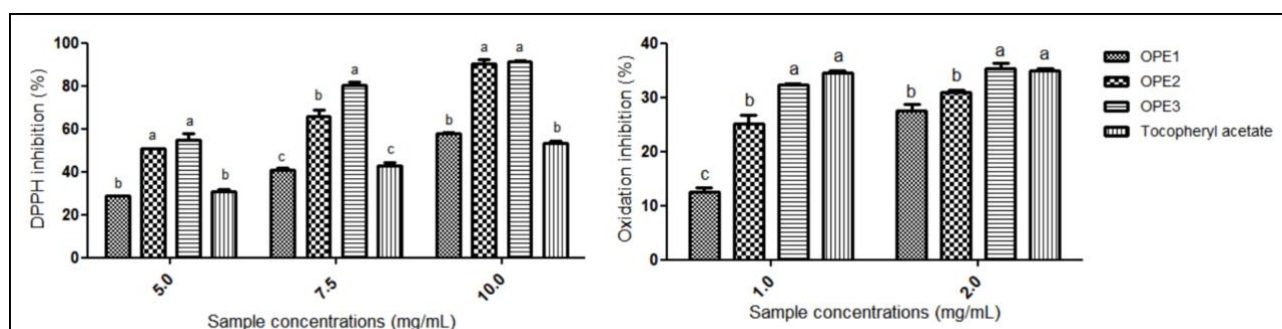 DPPH inhibition (%)
100
80
60
40
20
0
b
a
a
b
c
b
a
c
b
a
a
b
5.0
7.5
10.0
Sample concentrations (mg/mL)
Oxidation inhibition (%)
40
30
20
10
0
c
b
a
a
b
b
a
a
1.0
2.0
Sample concentrations (mg/mL)
OPE1
OPE2
OPE3
Tocopheryl acetate